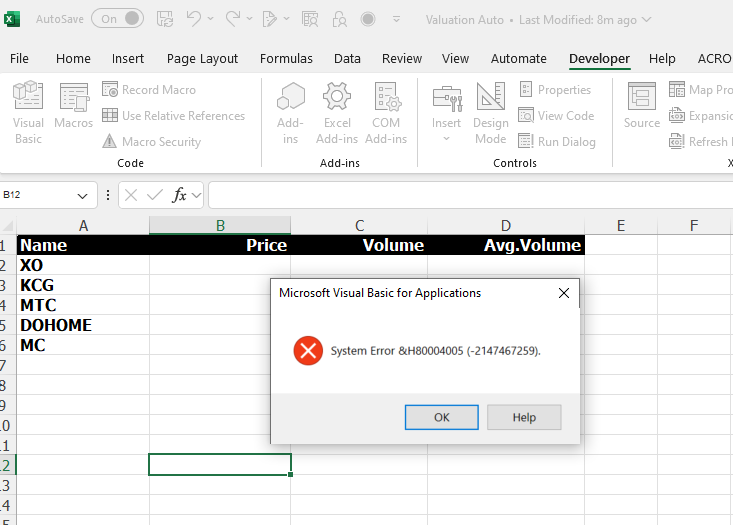 AutoSave On Valuation Auto • Last Modified: 8m ago
File Home Insert Page Layout Formulas Data Review View Automate Developer Help ACRO
Visual Basic
Macros
Record Macro
Use Relative References
Macro Security
Code
Add-ins
Excel Add-ins
COM Add-ins
Add-ins
Insert
Design Mode
Properties
View Code
Run Dialog
Controls
Source
Map Pro
Expansio
Refresh
X
B12 fx
A B C D E F
1 Name Price Volume Avg.Volume
2 XO
3 KCG
4 MTC
5 DOHOME
6 MC
7
8
9
.0
.1
.2
.3
.4
Microsoft Visual Basic for Applications
System Error &H80004005 (-2147467259).
OK Help